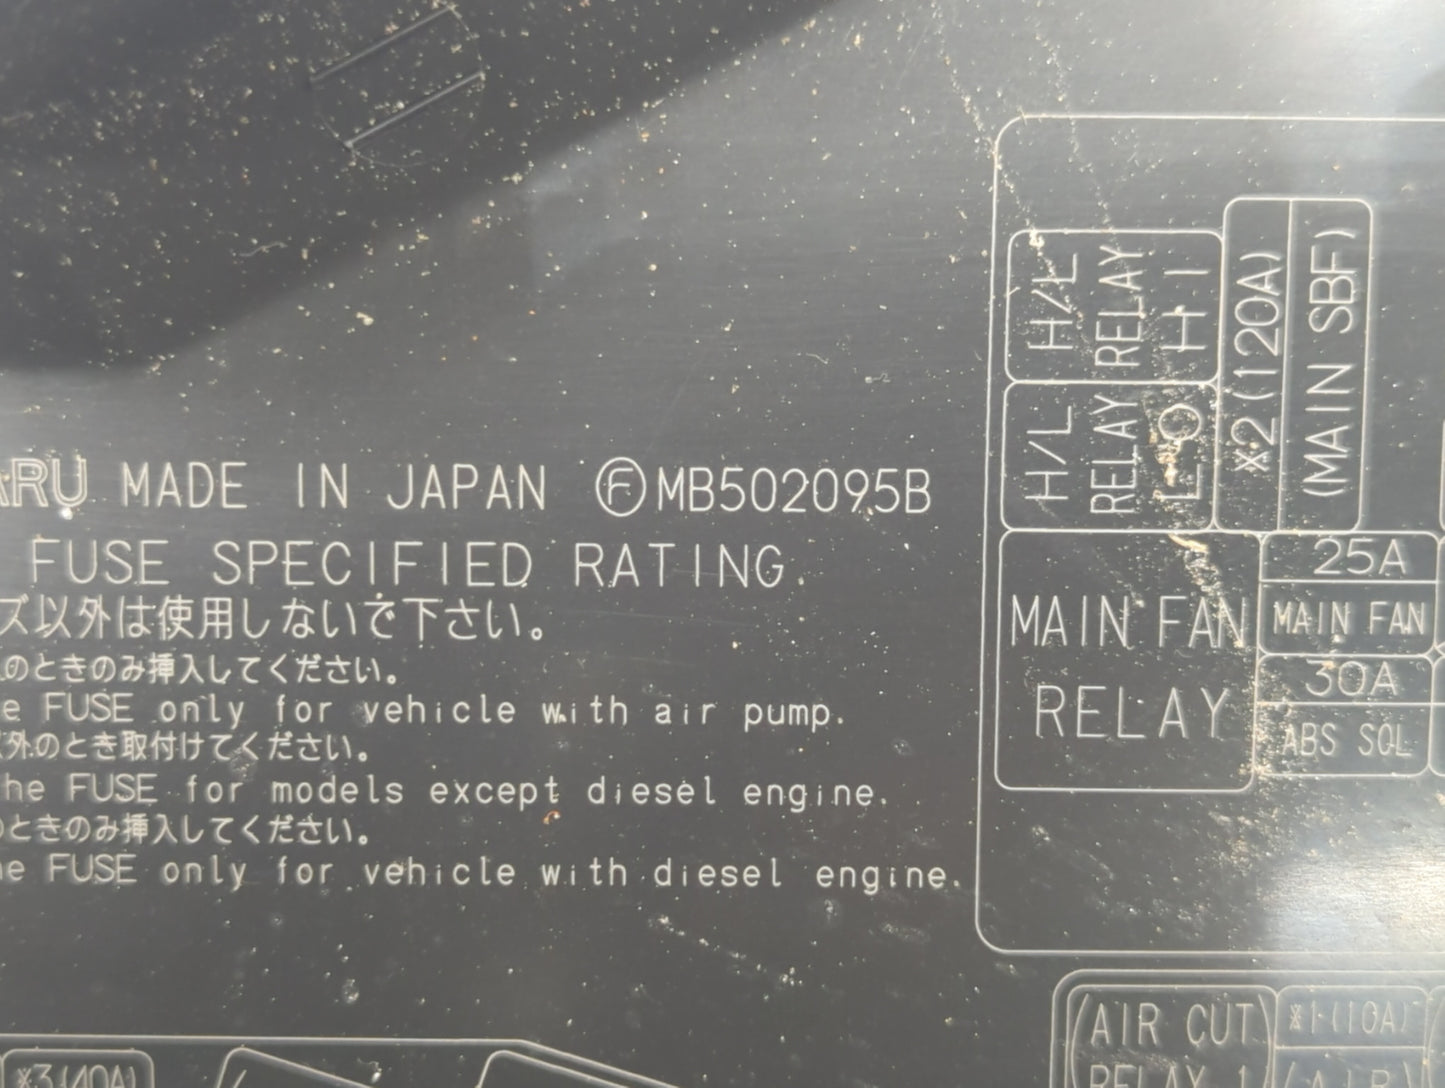 ARU MADE IN JAPAN ⒻMB502095B
FUSE SPECIFIED RATING.
ズ以外は使用しないで下さい。
のときのみ挿入してください。
e FUSE only for vehicle with air pump.
外のとき取付けてください。
he FUSE for models except diesel engine.
のときのみ挿入してください。
he FUSE only for vehicle with diesel engine.
H/L
RELAY
HI
H/L
RELAY
LO
※2(120A)
(MAIN SBF)
MAIN FAN
RELAY
25A
MAIN FAN
30A
ABS SOL
(AIR CUT
RELAY 1
※1(10A)
(AIR)
※3(40A)